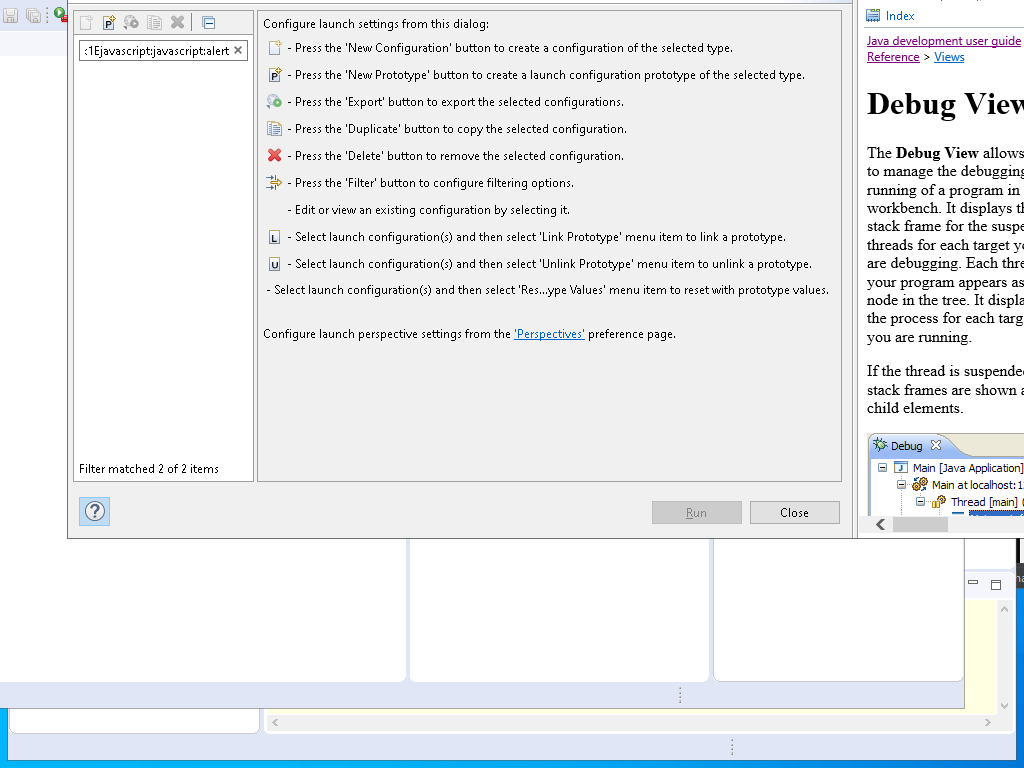 :1Ejavascript:javascript:alert
Filter matched 2 of 2 items
Configure launch settings from this dialog:
- Press the 'New Configuration' button to create a configuration of the selected type.
P - Press the 'New Prototype' button to create a launch configuration prototype of the selected type.
- Press the 'Export' button to export the selected configurations.
- Press the 'Duplicate' button to copy the selected configuration.
- Press the 'Delete' button to remove the selected configuration.
- Press the 'Filter' button to configure filtering options.
- Edit or view an existing configuration by selecting it.
L - Select launch configuration(s) and then select 'Link Prototype' menu item to link a prototype.
U - Select launch configuration(s) and then select 'Unlink Prototype' menu item to unlink a prototype.
- Select launch configuration(s) and then select 'Res...ype Values' menu item to reset with prototype values.
Configure launch perspective settings from the 'Perspectives' preference page.
?
Run
Close
Index
Java development user guide
Reference > Views
Debug View
The Debug View allows
to manage the debugging
running of a program in
workbench. It displays th
stack frame for the suspe
threads for each target yo
are debugging. Each thre
your program appears as
node in the tree. It displa
the process for each targ
you are running.
If the thread is suspende
stack frames are shown a
child elements.
Debug
Main [Java Application]
Main at localhost:1
Thread [main] (